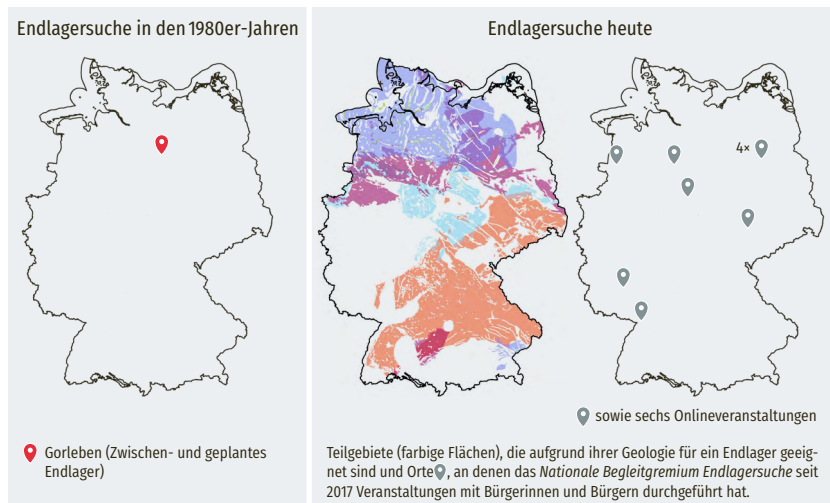 Endlagersuche in den 1980er-Jahren
Gorleben (Zwischen- und geplantes
Endlager)
Endlagersuche heute
4×
sowie sechs Onlineveranstaltungen
Teilgebiete (farbige Flächen), die aufgrund ihrer Geologie für ein Endlager geeig-
net sind und Orte, an denen das Nationale Begleitgremium Endlagersuche seit
2017 Veranstaltungen mit Bürgerinnen und Bürgern durchgeführt hat.